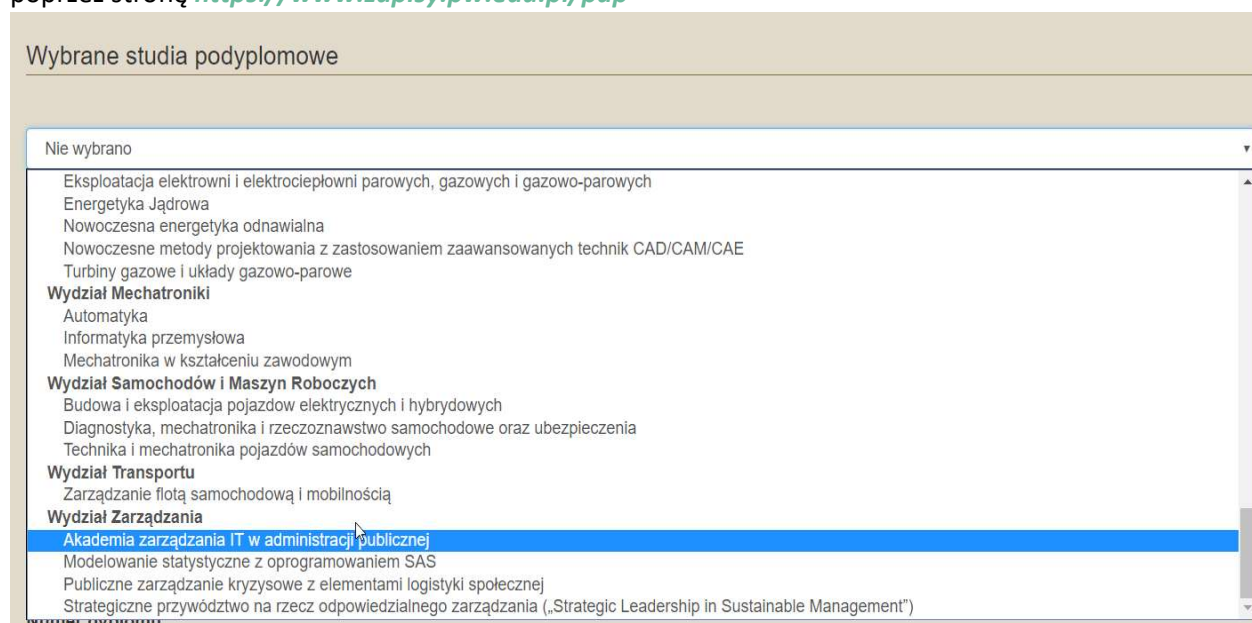 poprzez stronę https://www.zapisy.pw.edu.pl/pdp
Wybrane studia podyplomowe
Nie wybrano
Eksploatacja elektrowni i elektrociepłowni parowych, gazowych i gazowo-parowych
Energetyka Jądrowa
Nowoczesna energetyka odnawialna
Nowoczesne metody projektowania z zastosowaniem zaawansowanych technik CAD/CAM/CAE
Turbiny gazowe i układy gazowo-parowe
Wydział Mechatroniki
Automatyka
Informatyka przemysłowa
Mechatronika w kształceniu zawodowym
Wydział Samochodów i Maszyn Roboczych
Budowa i eksploatacja pojazdow elektrycznych i hybrydowych
Diagnostyka, mechatronika i rzeczoznawstwo samochodowe oraz ubezpieczenia
Technika i mechatronika pojazdów samochodowych
Wydział Transportu
Zarządzanie flotą samochodową i mobilnością
Wydział Zarządzania
Akademia zarządzania IT w administracji publicznej
Modelowanie statystyczne z oprogramowaniem SAS
Publiczne zarządzanie kryzysowe z elementami logistyki społecznej
Strategiczne przywództwo na rzecz odpowiedzialnego zarządzania („Strategic Leadership in Sustainable Management”)
Numer dyplomu